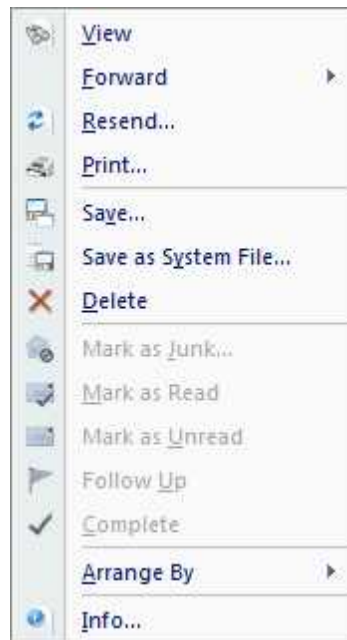 View
Forward
Resend...
Print...
Save...
Save as System File...
Delete
Mark as Junk...
Mark as Read
Mark as Unread
Follow Up
Complete
Arrange By
Info...